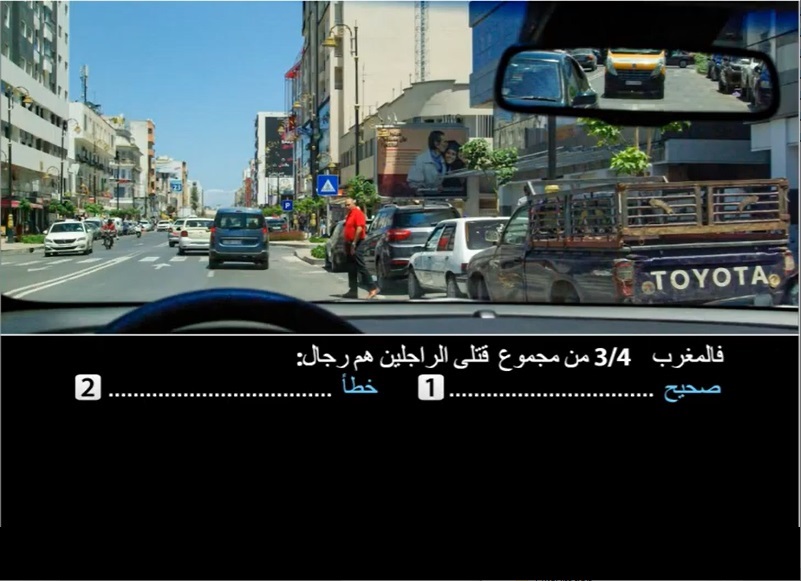 TOYOTA
P
فالمغرب 3/4 من مجموع قتلى الراجلين هم رجال:
صحيح ........................................ 1
خطأ ........................................ 2